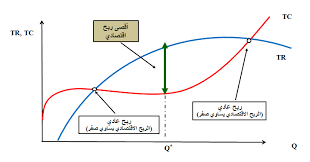 TR, TC
أقصى ربح
اقتصادي
TC
TR
ربح عادي
(الربح الاقتصادي يساوي صفر)
ربح عادي
(الربح الاقتصادي يساوي صفر)
Q*
Q